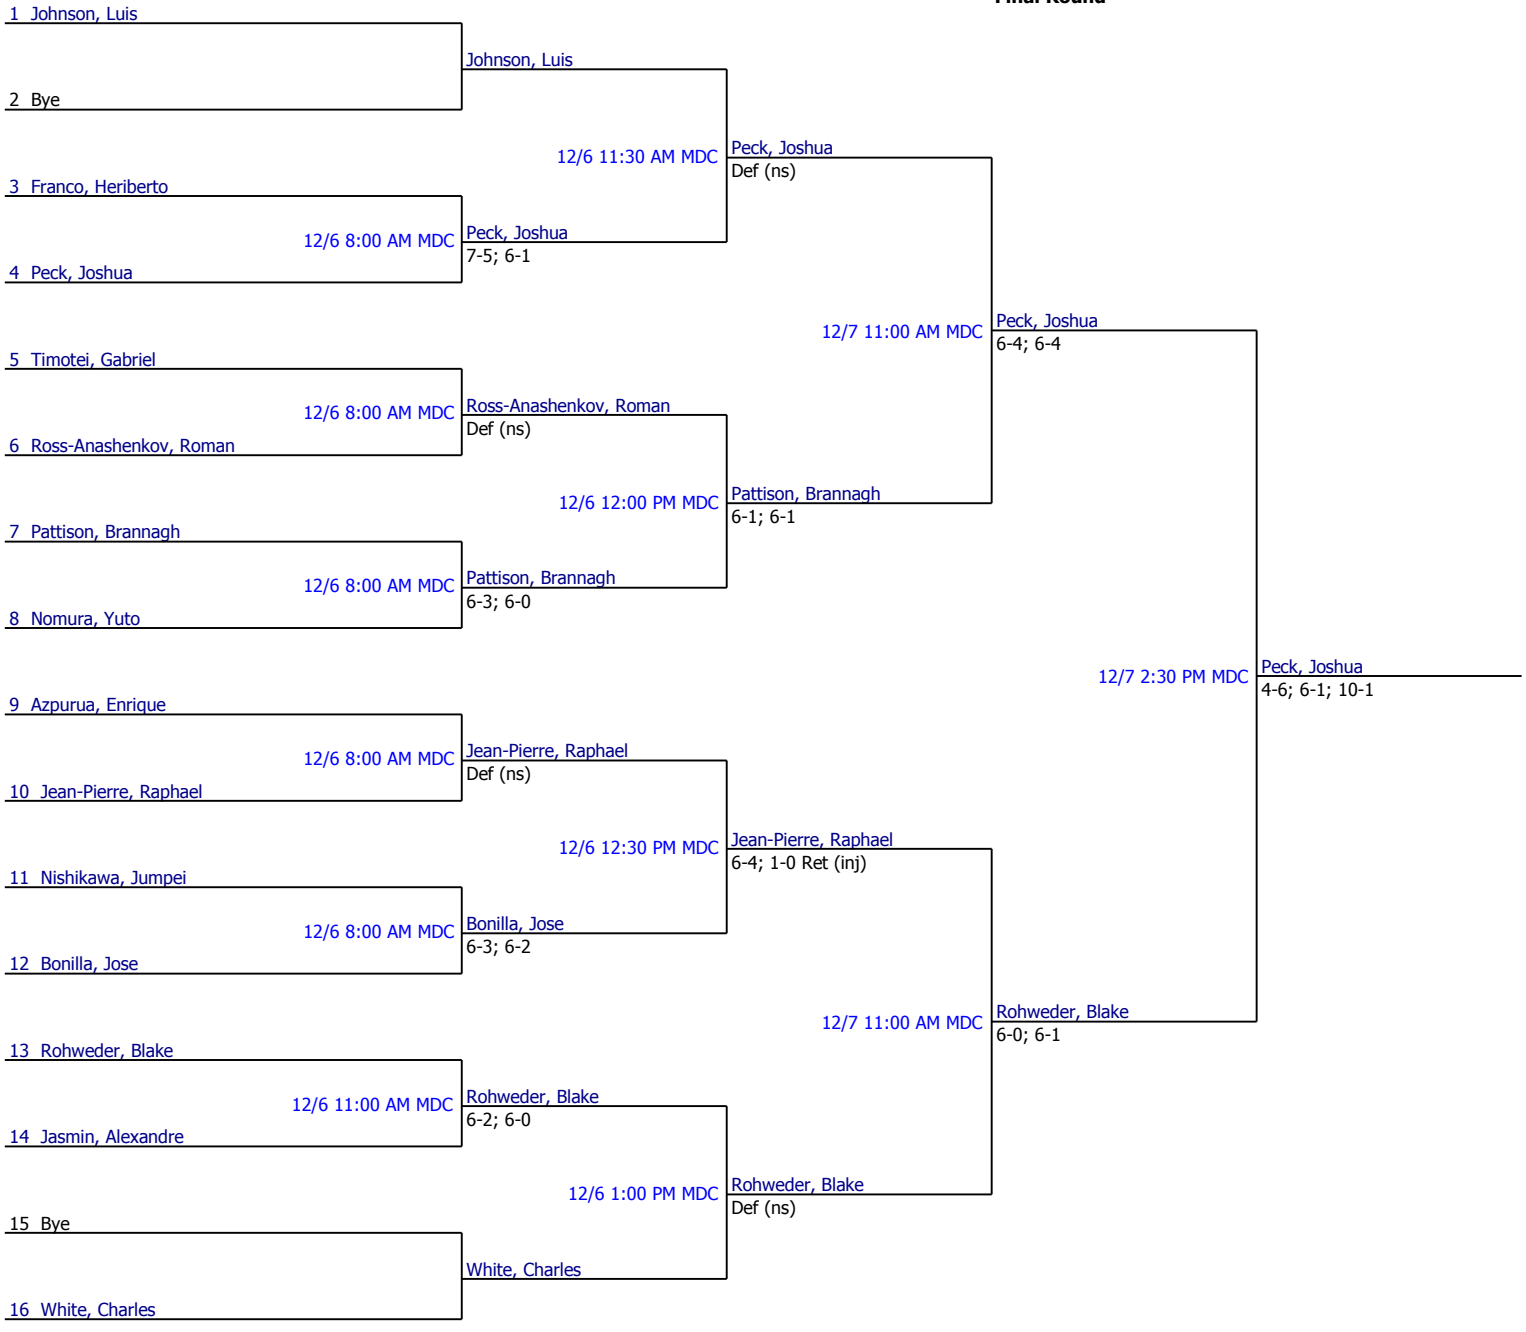 Final Round
1 Johnson, Luis
Johnson, Luis
2 Bye
12/6 11:30 AM MDC
Peck, Joshua
Def (ns)
3 Franco, Heriberto
12/6 8:00 AM MDC
Peck, Joshua
7-5; 6-1
4 Peck, Joshua
12/7 11:00 AM MDC
Peck, Joshua
6-4; 6-4
5 Timotei, Gabriel
12/6 8:00 AM MDC
Ross-Anashenkov, Roman
Def (ns)
6 Ross-Anashenkov, Roman
12/6 12:00 PM MDC
Pattison, Brannagh
6-1; 6-1
7 Pattison, Brannagh
12/6 8:00 AM MDC
Pattison, Brannagh
6-3; 6-0
8 Nomura, Yuto
12/7 2:30 PM MDC
Peck, Joshua
4-6; 6-1; 10-1
9 Azpurua, Enrique
12/6 8:00 AM MDC
Jean-Pierre, Raphael
Def (ns)
10 Jean-Pierre, Raphael
12/6 12:30 PM MDC
Jean-Pierre, Raphael
6-4; 1-0 Ret (inj)
11 Nishikawa, Jumpei
12/6 8:00 AM MDC
Bonilla, Jose
6-3; 6-2
12 Bonilla, Jose
12/7 11:00 AM MDC
Rohweder, Blake
6-0; 6-1
13 Rohweder, Blake
12/6 11:00 AM MDC
Rohweder, Blake
6-2; 6-0
14 Jasmin, Alexandre
12/6 1:00 PM MDC
Rohweder, Blake
Def (ns)
15 Bye
White, Charles
16 White, Charles